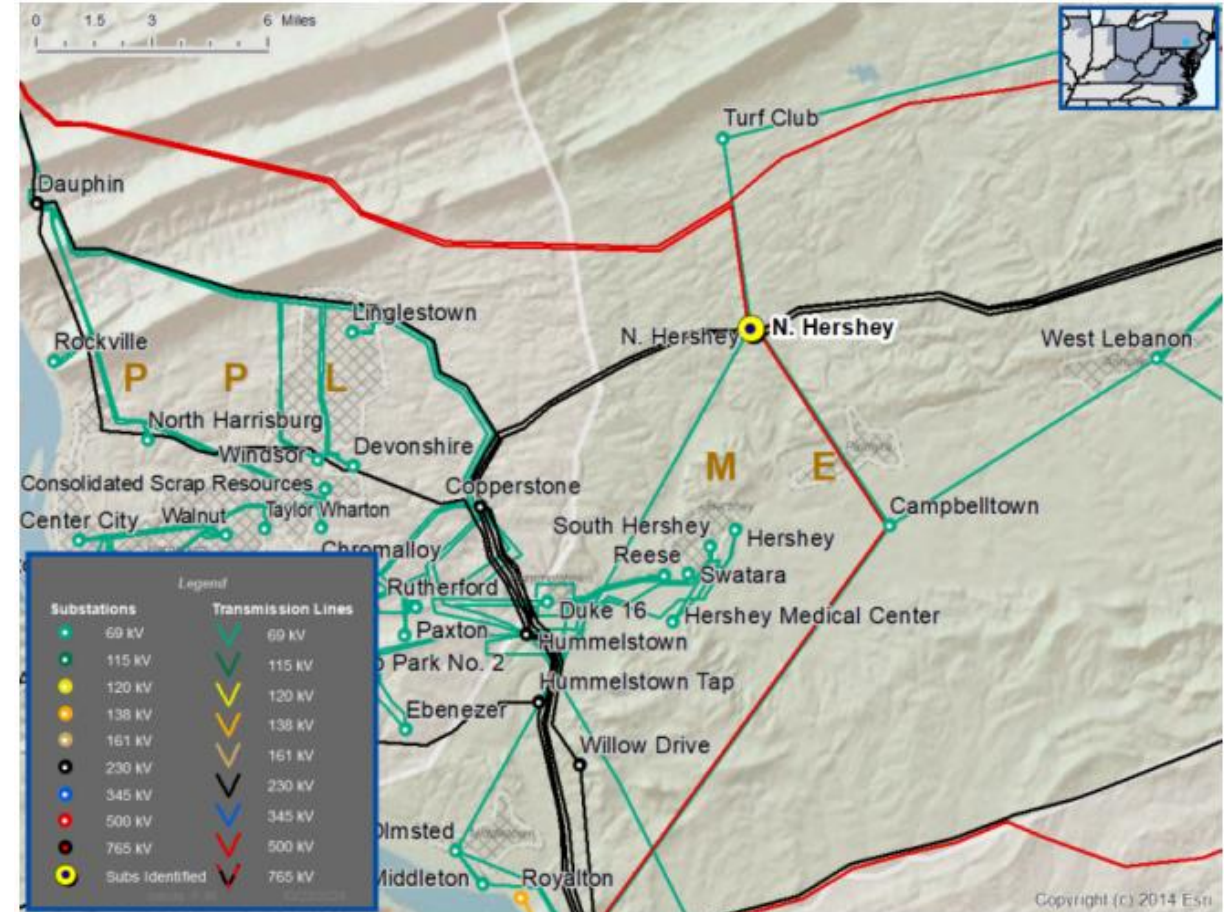 0 1.5 3 6 Miles
Turf Club
Dauphin
Linglestown
N. Hershey
N. Hershey
West Lebanon
Rockville
P P L
North Harrisburg
Windsor
Devonshire
M E
Consolidated Scrap Resources
Copperstone
Campbelltown
Center City
Walnut
Taylor
Wharton
South Hershey
Hershey
Chromalloy
Reese
Swatara
Rutherford
Duke 16
Hershey Medical Center
Paxton
Hummelstown
Park No. 2
Hummelstown Tap
Ebenezer
Willow Drive
Olmsted
Middleton
Royalton
Legend
Substations
69 kV
115 kV
120 kV
138 kV
161 kV
230 kV
345 kV
500 kV
765 kV
Subs Identified
Transmission Lines
69 kV
115 kV
120 kV
138 kV
161 kV
230 kV
345 kV
500 kV
765 kV
Copyright (c) 2014 Esri